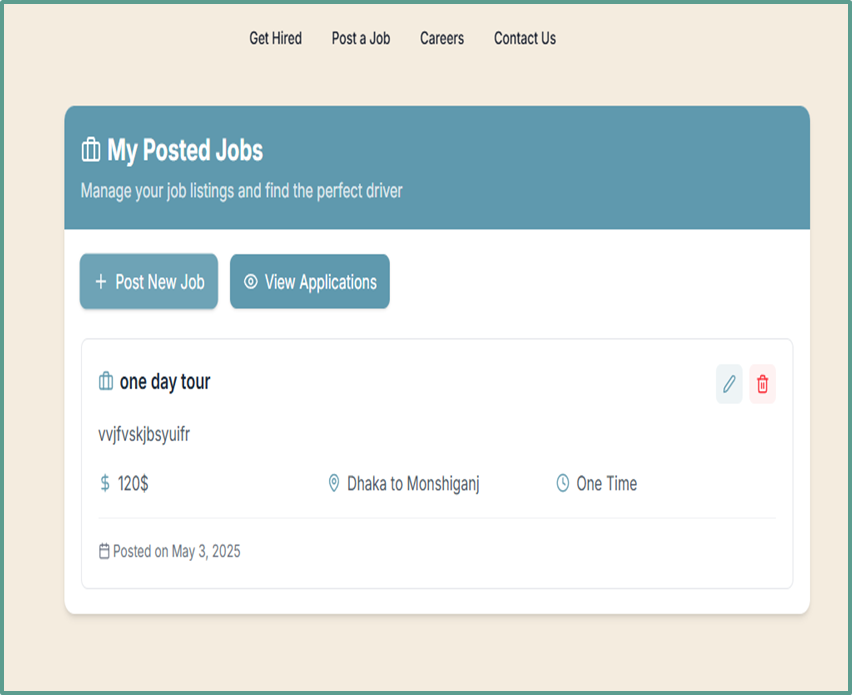 Get Hired Post a Job Careers Contact Us
My Posted Jobs
Manage your job listings and find the perfect driver
+ Post New Job View Applications
one day tour
vvjfvskjbsyuifr
$ 120$ Dhaka to Monshiganj One Time
Posted on May 3, 2025